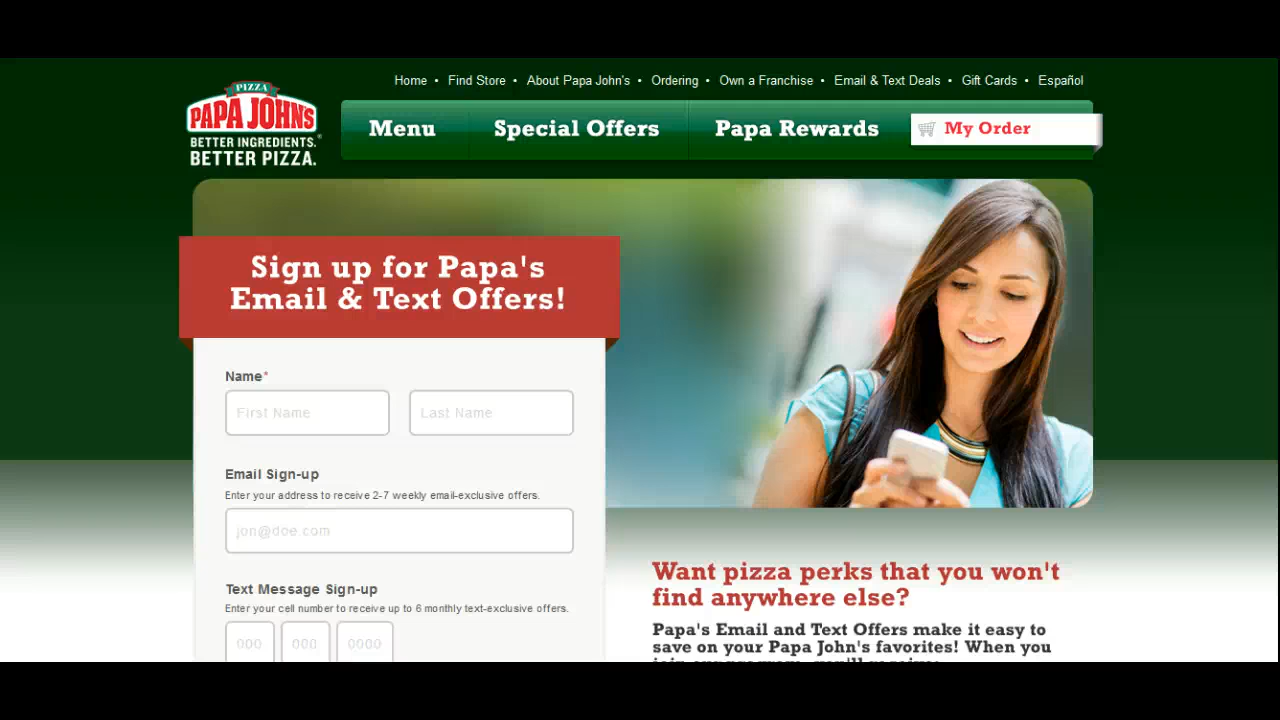 Home • Find Store • About Papa John's • Ordering • Own a Franchise • Email & Text Deals • Gift Cards • Español
PIZZA
PAPA JOHN'S
BETTER INGREDIENTS.
BETTER PIZZA.®
Menu
Special Offers
Papa Rewards
My Order
Sign up for Papa's
Email & Text Offers!
Name*
First Name
Last Name
Email Sign-up
Enter your address to receive 2-7 weekly email-exclusive offers.
jon@doe.com
Text Message Sign-up
Enter your cell number to receive up to 6 monthly text-exclusive offers.
000 000 0000
Want pizza perks that you won't
find anywhere else?
Papa's Email and Text Offers make it easy to
save on your Papa John's favorites! When you